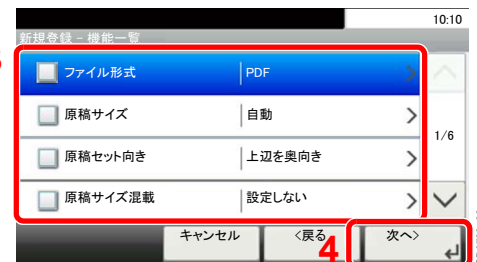 10:10
新規登録 - 機能一覧
ファイル形式 PDF
原稿サイズ 自動
1/6
原稿セット向き 上辺を奥向き
原稿サイズ混載 設定しない
キャンセル <戻る 次へ>
4